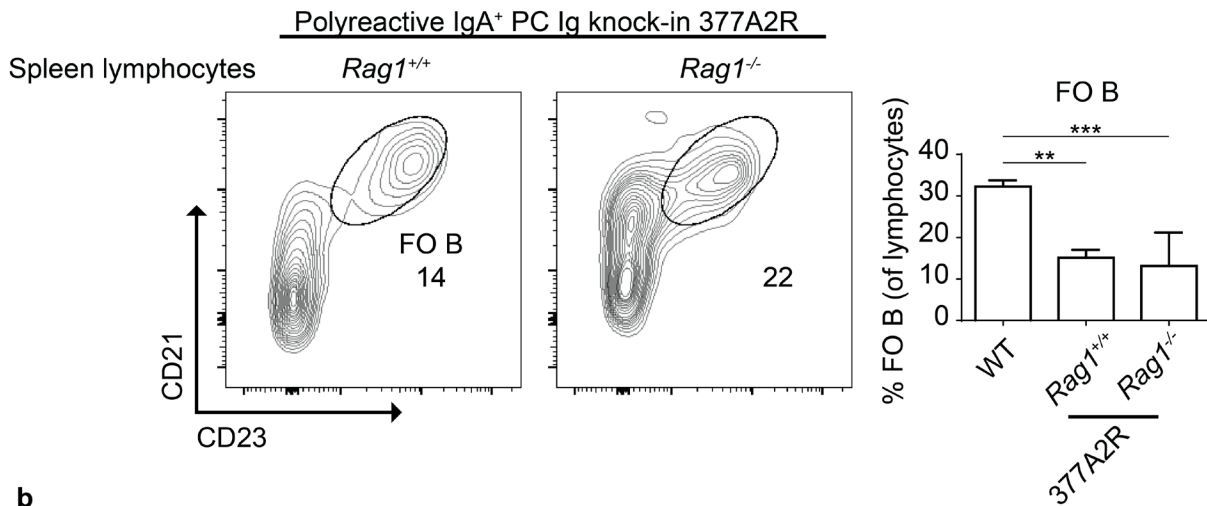 Polyreactive IgA⁺ PC Ig knock-in 377A2R
Spleen lymphocytes Rag1⁺/⁺ Rag1⁻/⁻
FO B
14
22
CD21
CD23
FO B
***
**
% FO B (of lymphocytes)
40
30
20
10
0
WT
Rag1⁺/⁺
Rag1⁻/⁻
377A2R
b